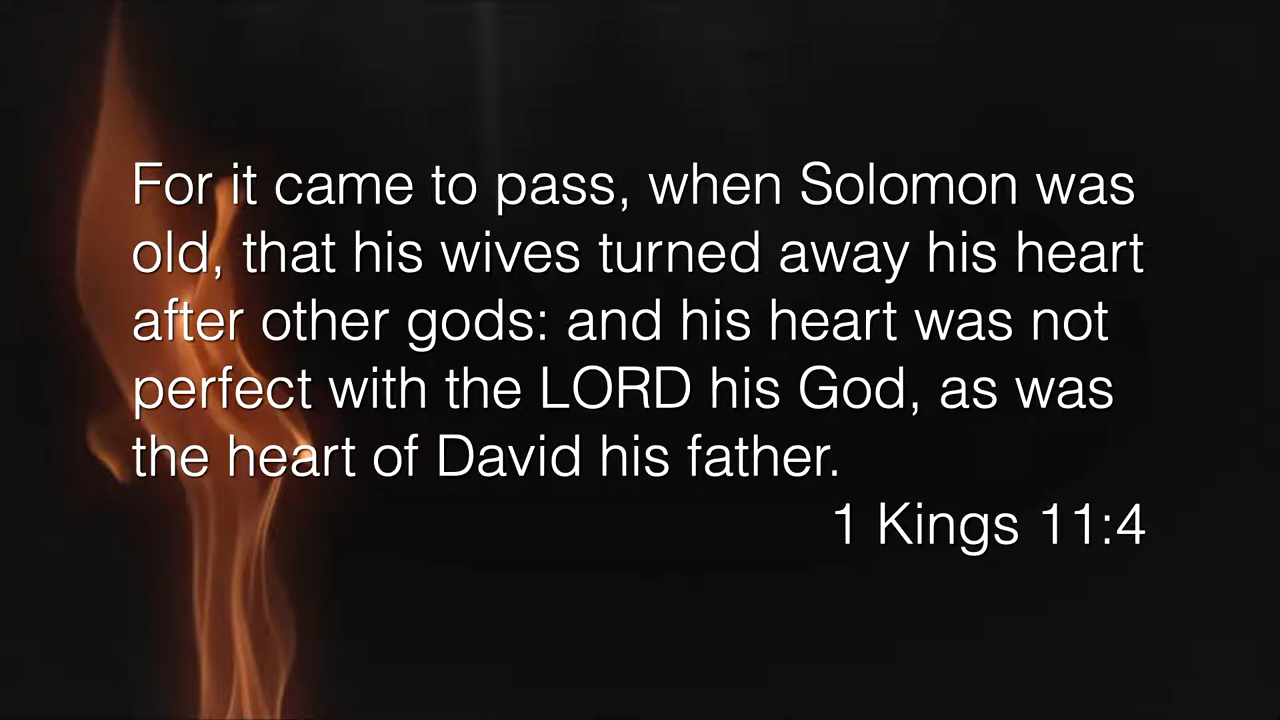 For it came to pass, when Solomon was
old, that his wives turned away his heart
after other gods: and his heart was not
perfect with the LORD his God, as was
the heart of David his father.
1 Kings 11:4